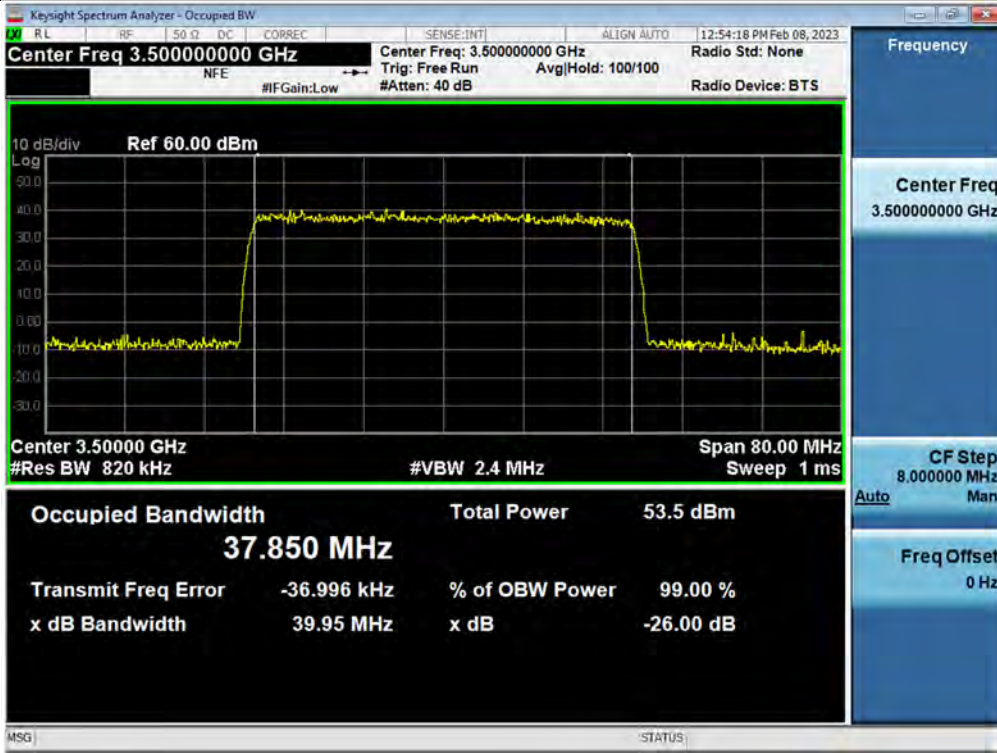 Keysight Spectrum Analyzer - Occupied BW
LXI RL RF 50 Ω DC CORREC SENSE:INT ALIGN AUTO 12:54:18 PM Feb 08, 2023
Center Freq 3.500000000 GHz
NFE
#IFGain:Low
Center Freq: 3.500000000 GHz
Trig: Free Run Avg|Hold: 100/100
#Atten: 40 dB
Radio Std: None
Radio Device: BTS
10 dB/div Ref 60.00 dBm
Log
50.0
40.0
30.0
20.0
10.0
0.00
-10.0
-20.0
-30.0
Center 3.50000 GHz Span 80.00 MHz
#Res BW 820 kHz #VBW 2.4 MHz Sweep 1 ms
Occupied Bandwidth Total Power 53.5 dBm
37.850 MHz
Transmit Freq Error -36.996 kHz % of OBW Power 99.00 %
x dB Bandwidth 39.95 MHz x dB -26.00 dB
MSG STATUS
Frequency
Center Freq
3.500000000 GHz
CF Step
8.000000 MHz
Auto Man
Freq Offset
0 Hz